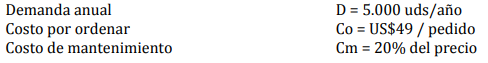 Demanda anual D = 5.000 uds/año
Costo por ordenar Co = US$49 / pedido
Costo de mantenimiento Cm = 20% del precio